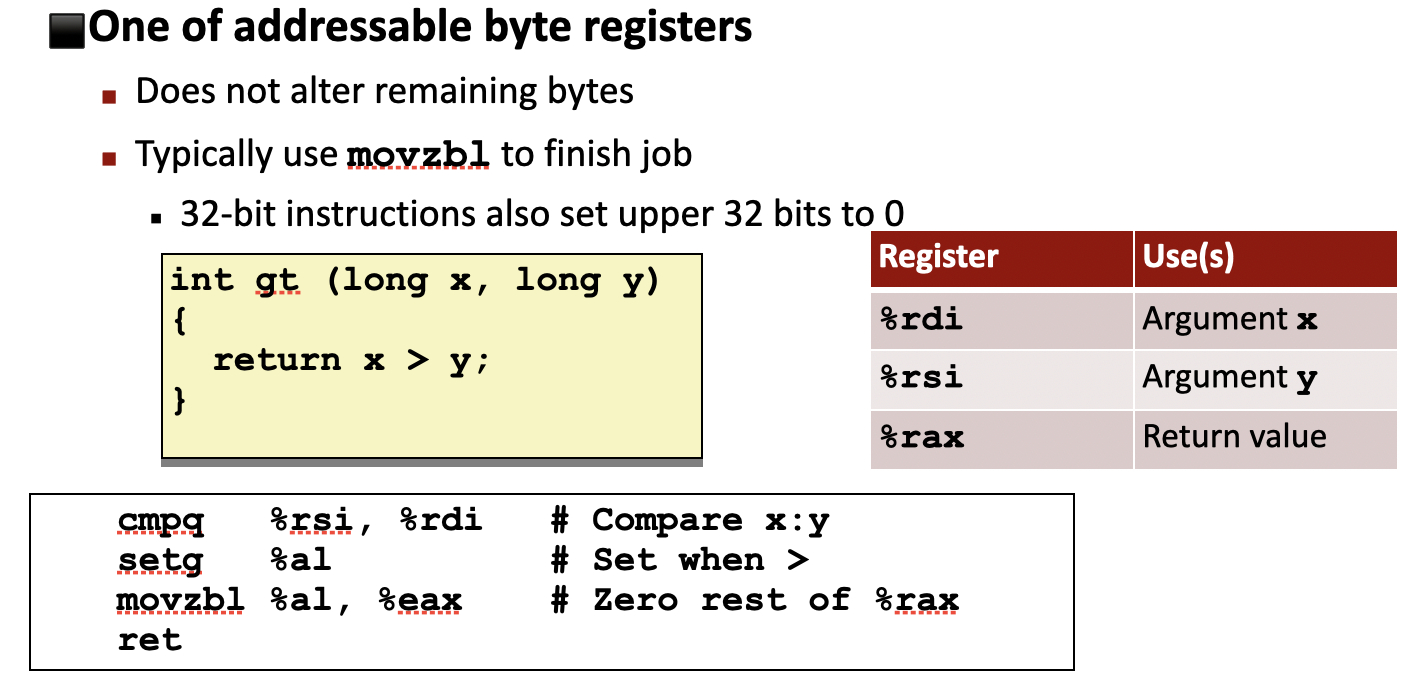 One of addressable byte registers
Does not alter remaining bytes
Typically use movzbl to finish job
32-bit instructions also set upper 32 bits to 0
int gt (long x, long y)
{
  return x > y;
}
Register Use(s)
%rdi Argument x
%rsi Argument y
%rax Return value
cmpq   %rsi, %rdi   # Compare x:y
setg   %al          # Set when >
movzbl %al, %eax    # Zero rest of %rax
ret